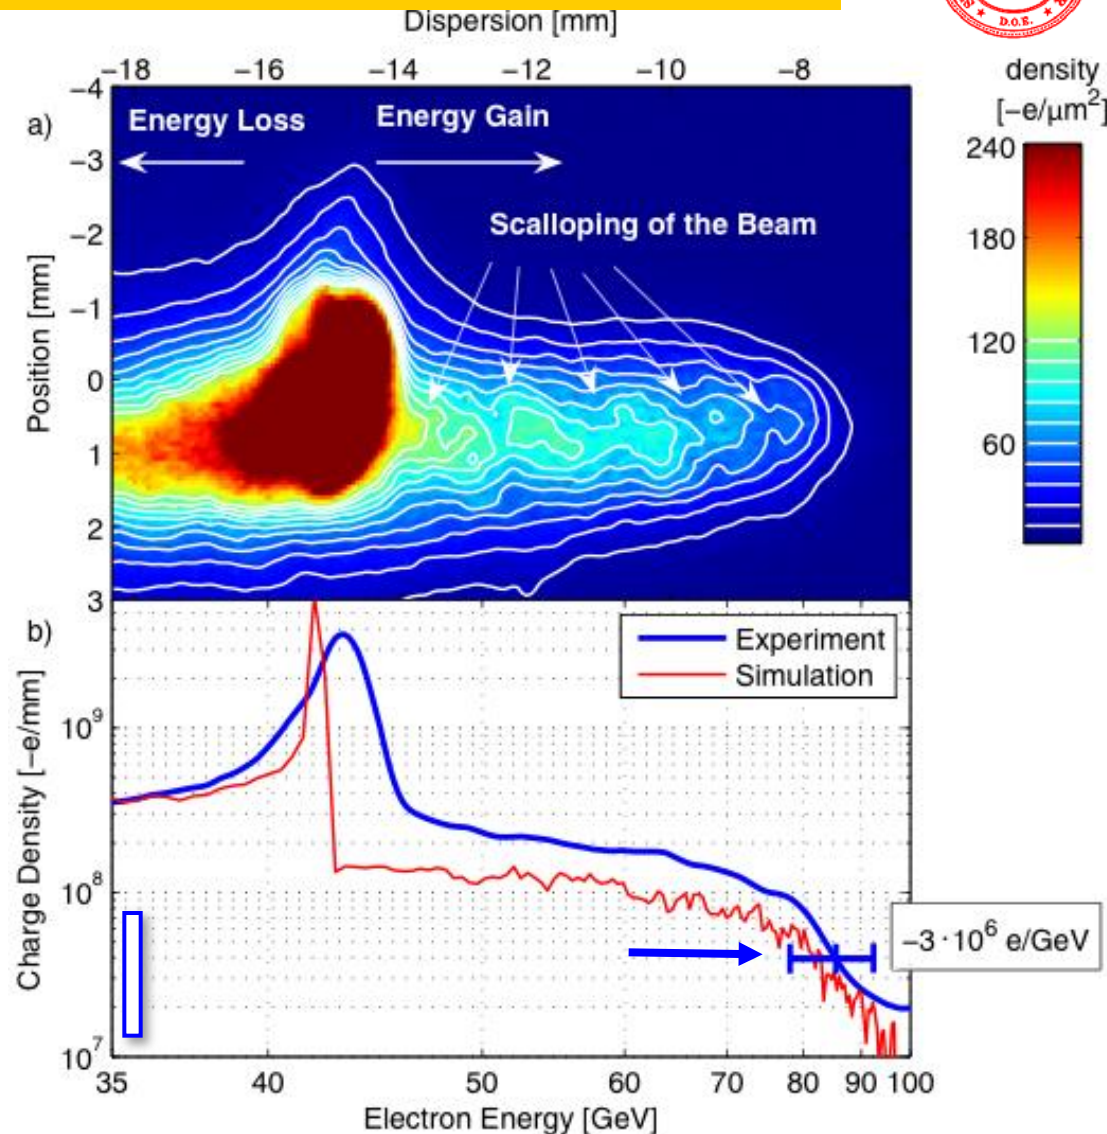 Dispersion [mm]
D.O.E.
−18 −16 −14 −12 −10 −8
density
[−e/μm²]
a)
Energy Loss
Energy Gain
Scalloping of the Beam
Position [mm]
−4
−3
−2
−1
0
1
2
3
240
180
120
60
b)
Experiment
Simulation
Charge Density [−e/mm]
10⁹
10⁸
10⁷
−3·10⁶ e/GeV
35 40 50 60 70 80 90 100
Electron Energy [GeV]